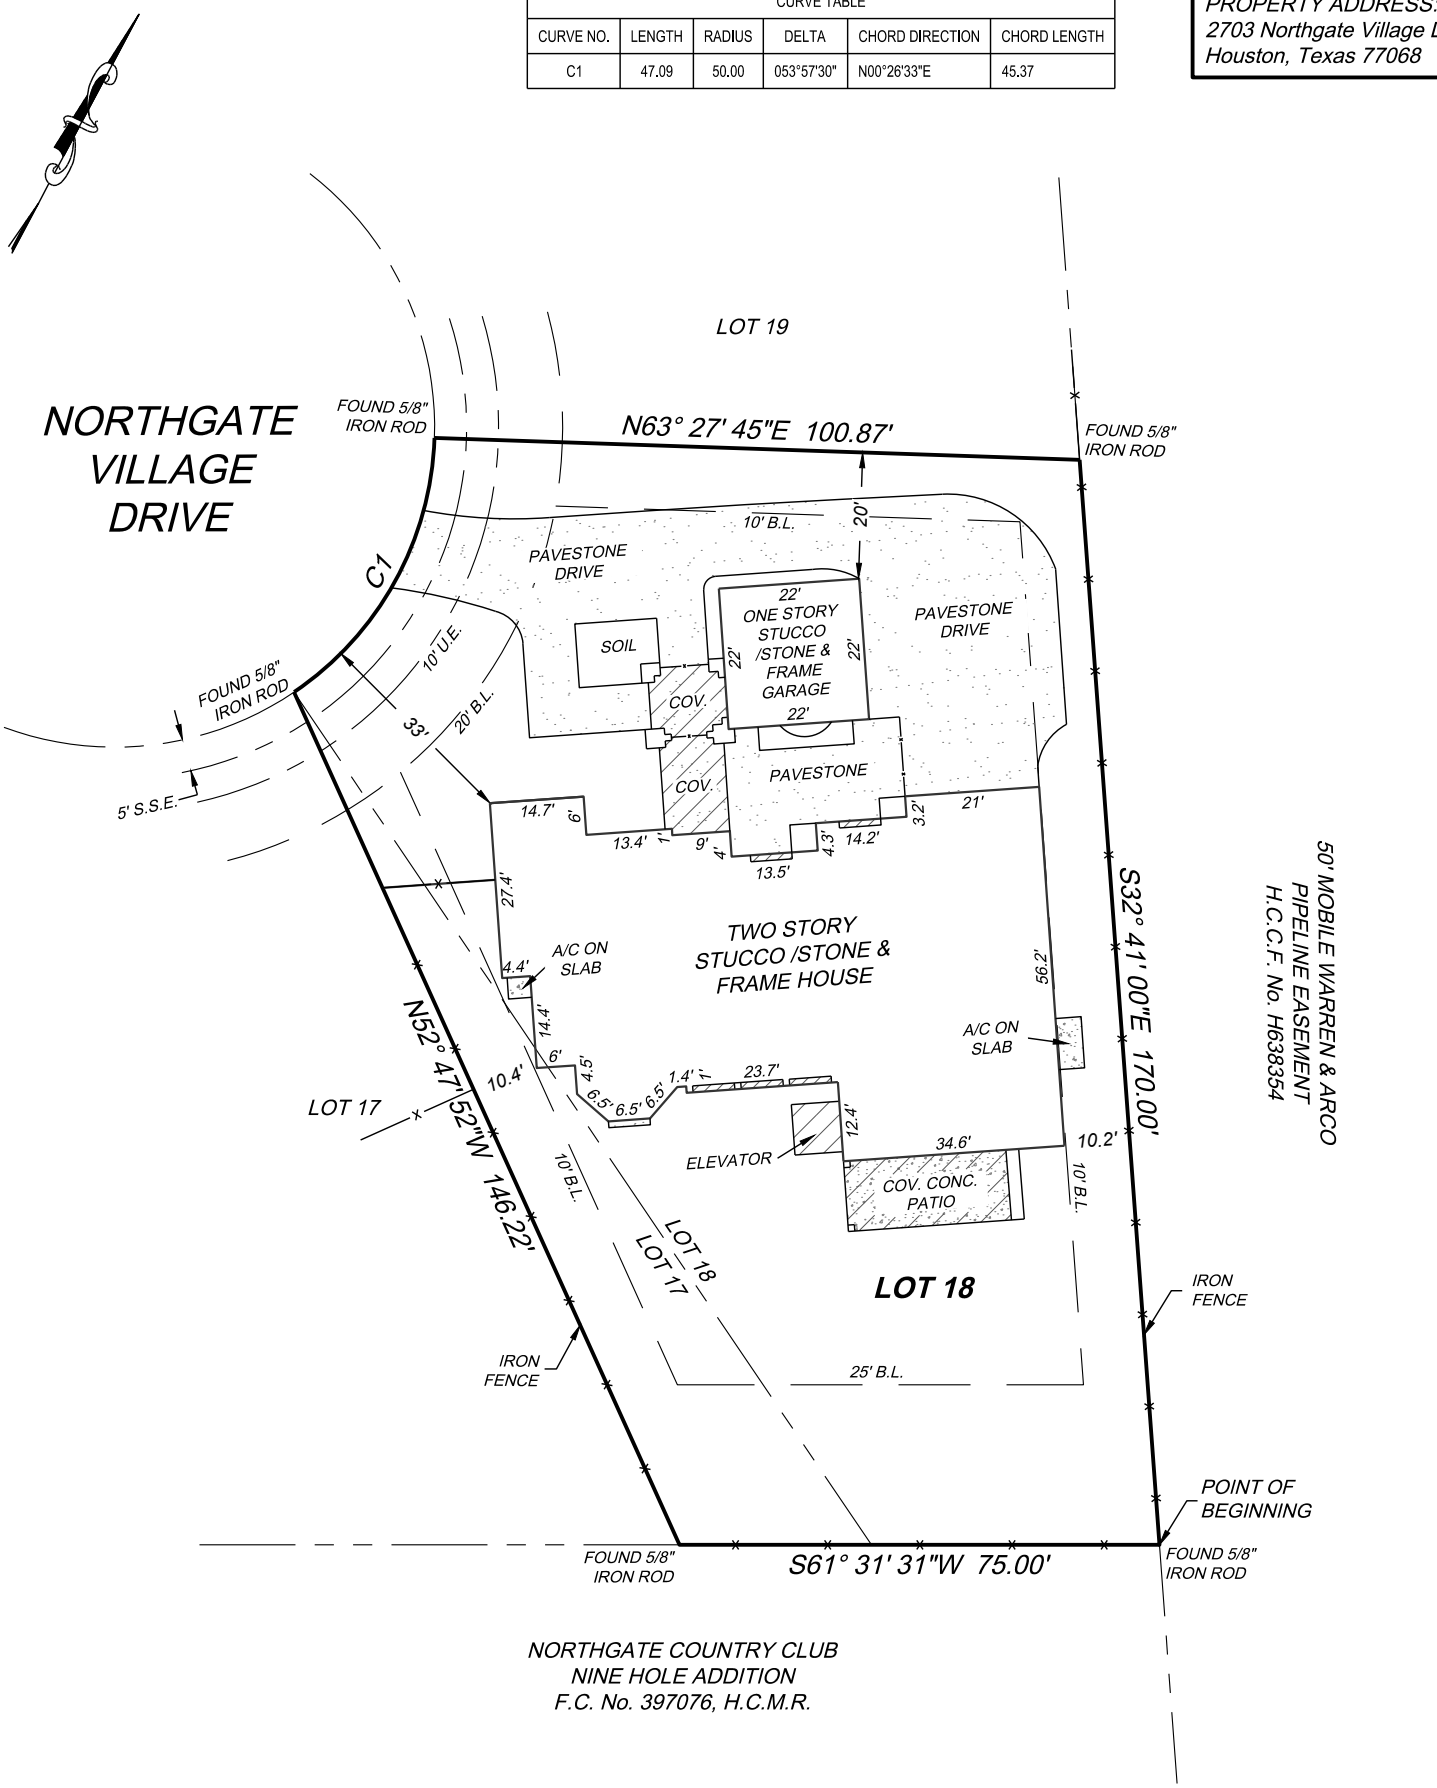 CURVE TABLE
CURVE NO. LENGTH RADIUS DELTA CHORD DIRECTION CHORD LENGTH
C1 47.09 50.00 053°57'30" N00°26'33"E 45.37
PROPERTY ADDRESS:
2703 Northgate Village
Houston, Texas 77068
LOT 19
NORTHGATE
VILLAGE
DRIVE
FOUND 5/8"
IRON ROD
N63° 27' 45"E 100.87'
FOUND 5/8"
IRON ROD
10' B.L.
20'
C1
PAVESTONE
DRIVE
22'
ONE STORY
STUCCO
/STONE &
FRAME
GARAGE
22'
22'
22'
PAVESTONE
DRIVE
SOIL
10' U.E.
20' B.L.
FOUND 5/8"
IRON ROD
33'
COV.
COV.
PAVESTONE
5' S.S.E.
14.7'
6'
13.4'
1'
9'
4'
13.5'
4.3'
14.2'
3.2'
21'
27.4'
TWO STORY
STUCCO /STONE &
FRAME HOUSE
A/C ON
SLAB
4.4'
14.4'
56.2'
S32° 41' 00"E 170.00'
50' MOBILE WARREN & ARCO
PIPELINE EASEMENT
H.C.C.F. No. H638354
A/C ON
SLAB
N52° 47' 52"W 146.22'
10.4'
LOT 17
6'
4.5'
6.5'
6.5'
6.5'
1.4'
1'
23.7'
12.4'
34.6'
10.2'
ELEVATOR
COV. CONC.
PATIO
10' B.L.
10' B.L.
LOT 18
LOT 17
LOT 18
IRON
FENCE
IRON
FENCE
25' B.L.
POINT OF
BEGINNING
FOUND 5/8"
IRON ROD
S61° 31' 31"W 75.00'
FOUND 5/8"
IRON ROD
NORTHGATE COUNTRY CLUB
NINE HOLE ADDITION
F.C. No. 397076, H.C.M.R.